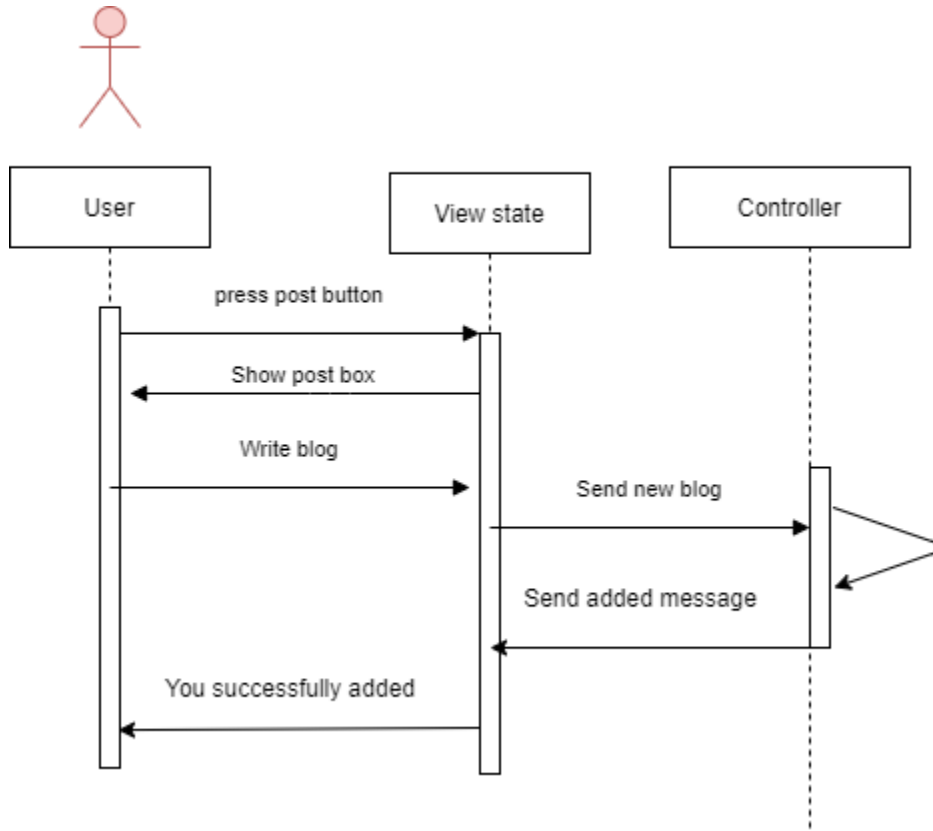 User
View state
Controller
press post button
Show post box
Write blog
Send new blog
Send added message
You successfully added